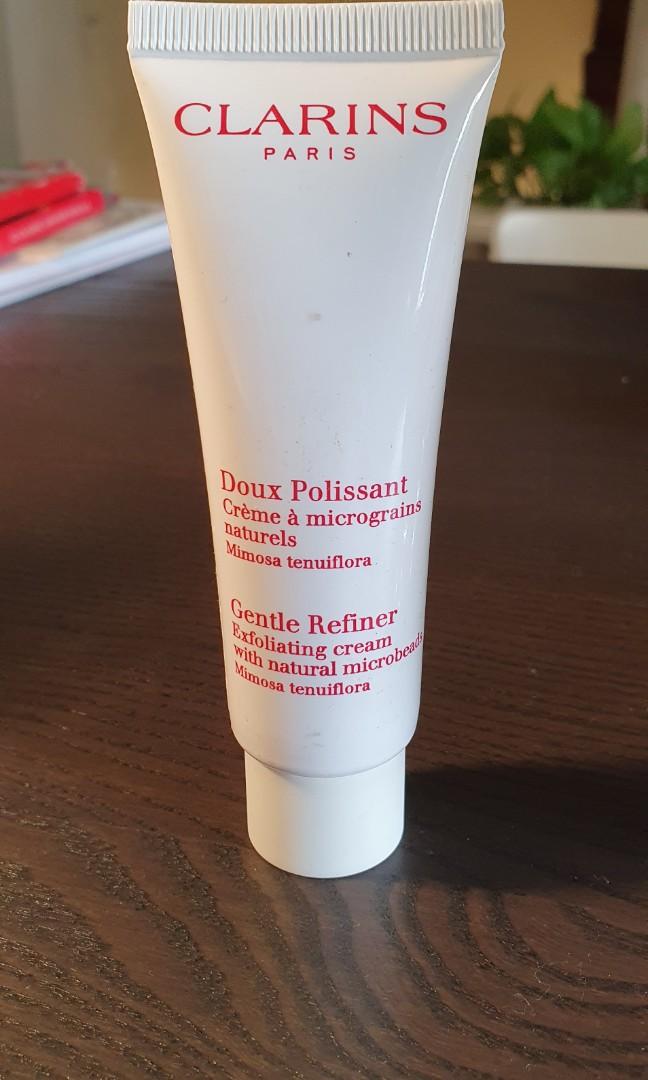 CLARINS
PARIS
Doux Polissant
Crème à micrograins
naturels
Mimosa tenuiflora
Gentle Refiner
Exfoliating cream
with natural microbeads
Mimosa tenuiflora